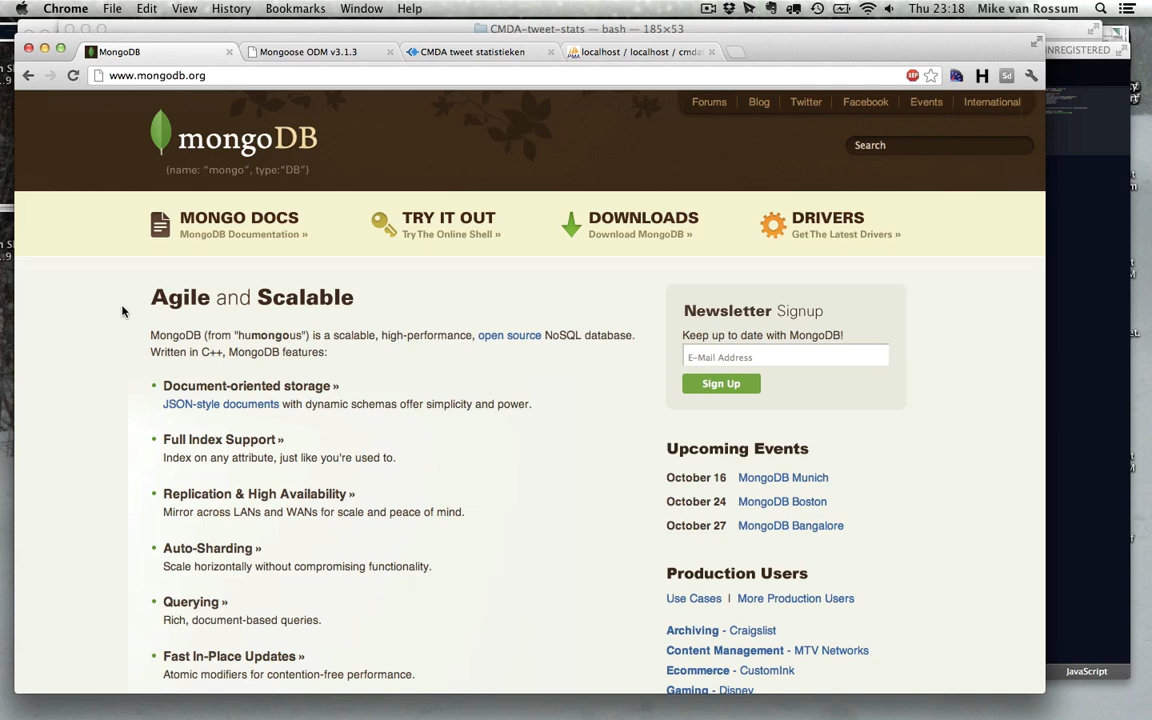 Chrome File Edit View History Bookmarks Window Help Thu 23:18 Mike van Rossum
CMDA-tweet-stats — bash — 185×53
UNREGISTERED
MongoDB
Mongoose ODM v3.1.3
CMDA tweet statistieken
localhost / localhost / cmda
www.mongodb.org
Forums Blog Twitter Facebook Events International
mongoDB
{name: "mongo", type:"DB"}
Search
MONGO DOCS
MongoDB Documentation »
TRY IT OUT
Try The Online Shell »
DOWNLOADS
Download MongoDB »
DRIVERS
Get The Latest Drivers »
Agile and Scalable
MongoDB (from "humongous") is a scalable, high-performance, open source NoSQL database.
Written in C++, MongoDB features:
• Document-oriented storage »
JSON-style documents with dynamic schemas offer simplicity and power.
• Full Index Support »
Index on any attribute, just like you're used to.
• Replication & High Availability »
Mirror across LANs and WANs for scale and peace of mind.
• Auto-Sharding »
Scale horizontally without compromising functionality.
• Querying »
Rich, document-based queries.
• Fast In-Place Updates »
Atomic modifiers for contention-free performance.
Newsletter Signup
Keep up to date with MongoDB!
E-Mail Address
Sign Up
Upcoming Events
October 16 MongoDB Munich
October 24 MongoDB Boston
October 27 MongoDB Bangalore
Production Users
Use Cases | More Production Users
Archiving - Craigslist
Content Management - MTV Networks
Ecommerce - CustomInk
Gaming - Disney
JavaScript